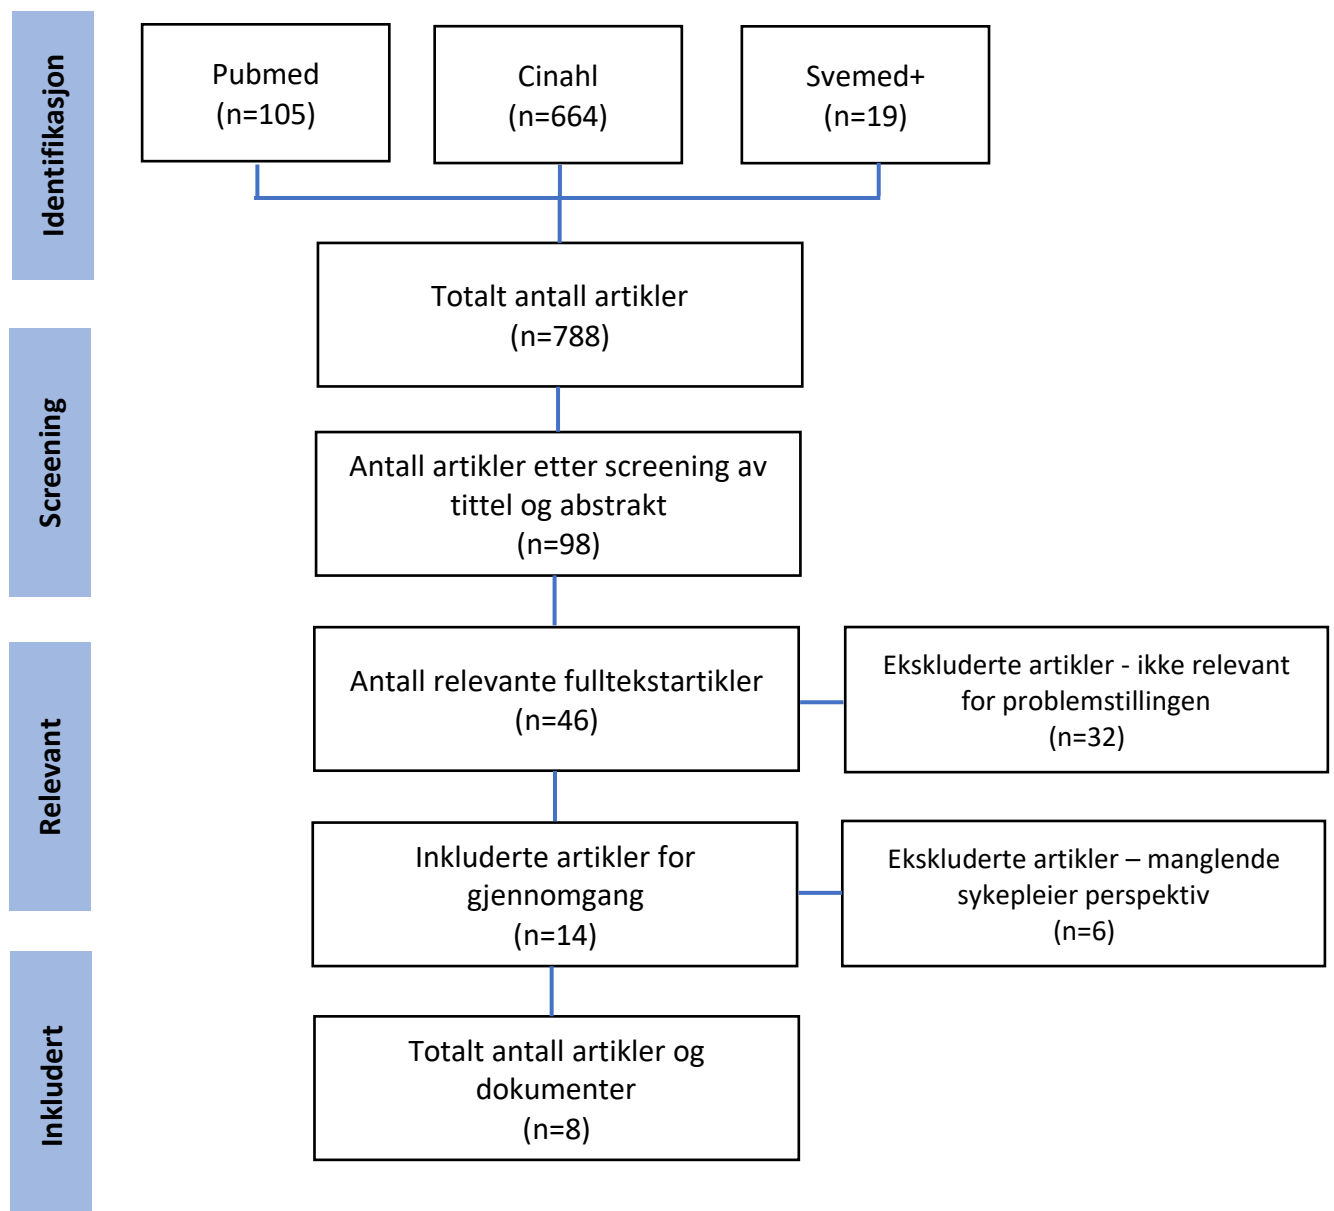 Identifikasjon
Pubmed
(n=105)
Cinahl
(n=664)
Svemed+
(n=19)
Totalt antall artikler
(n=788)
Screening
Antall artikler etter screening av
tittel og abstrakt
(n=98)
Relevant
Antall relevante fulltekstartikler
(n=46)
Ekskluderte artikler - ikke relevant
for problemstillingen
(n=32)
Inkluderte artikler for
gjennomgang
(n=14)
Ekskluderte artikler – manglende
sykepleier perspektiv
(n=6)
Inkludert
Totalt antall artikler og
dokumenter
(n=8)